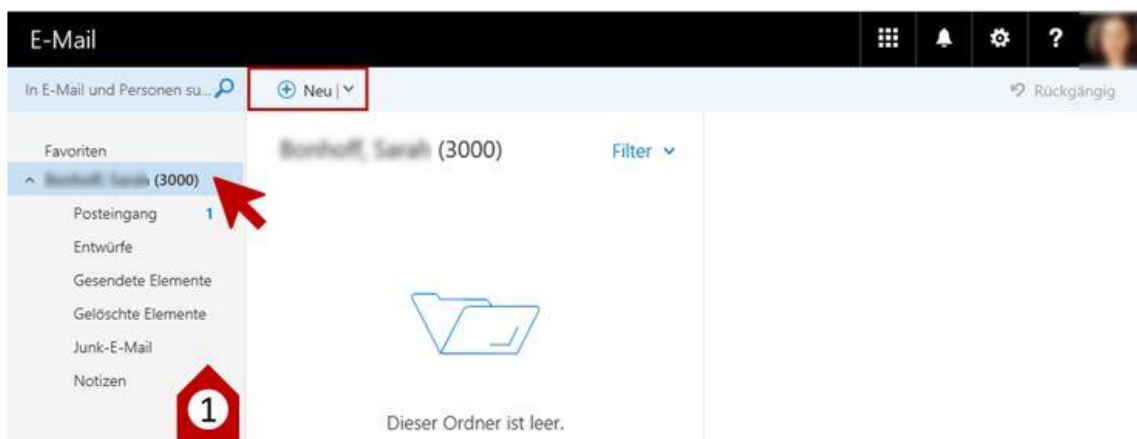 E-Mail
?
In E-Mail und Personen su...
Neu
Rückgängig
Favoriten
(3000)
Filter
(3000)
Posteingang 1
Entwürfe
Gesendete Elemente
Gelöschte Elemente
Junk-E-Mail
Notizen
1
Dieser Ordner ist leer.